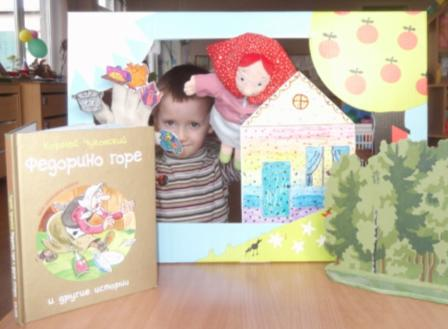 Корней Чуковский
Федорино горе
и другие истории